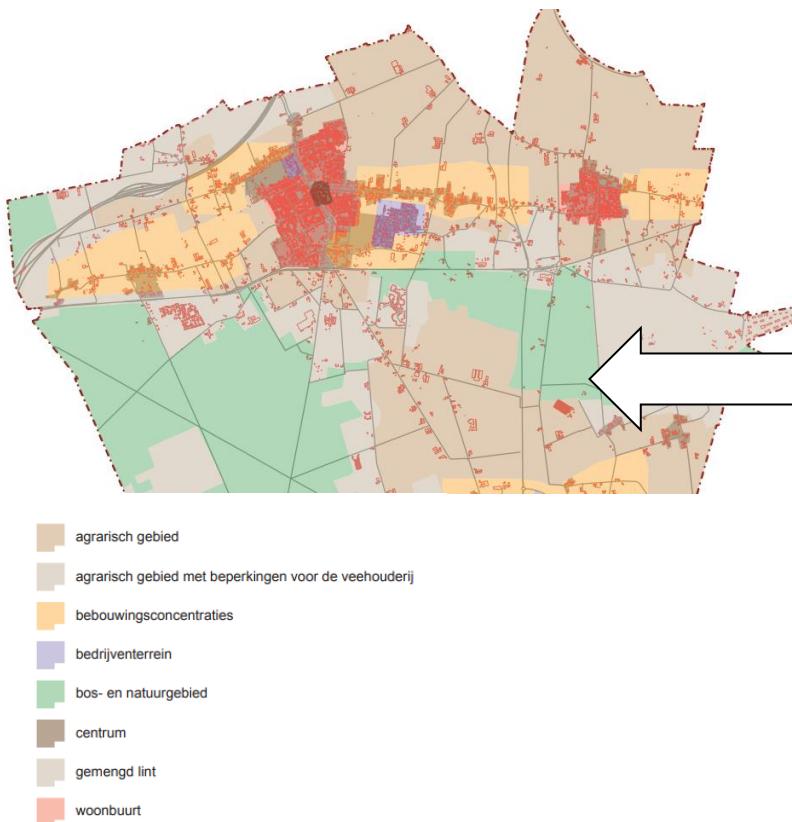 agrarisch gebied
agrarisch gebied met beperkingen voor de veehouderij
bebouwingsconcentraties
bedrijventerrein
bos- en natuurgebied
centrum
gemengd lint
woonbuurt